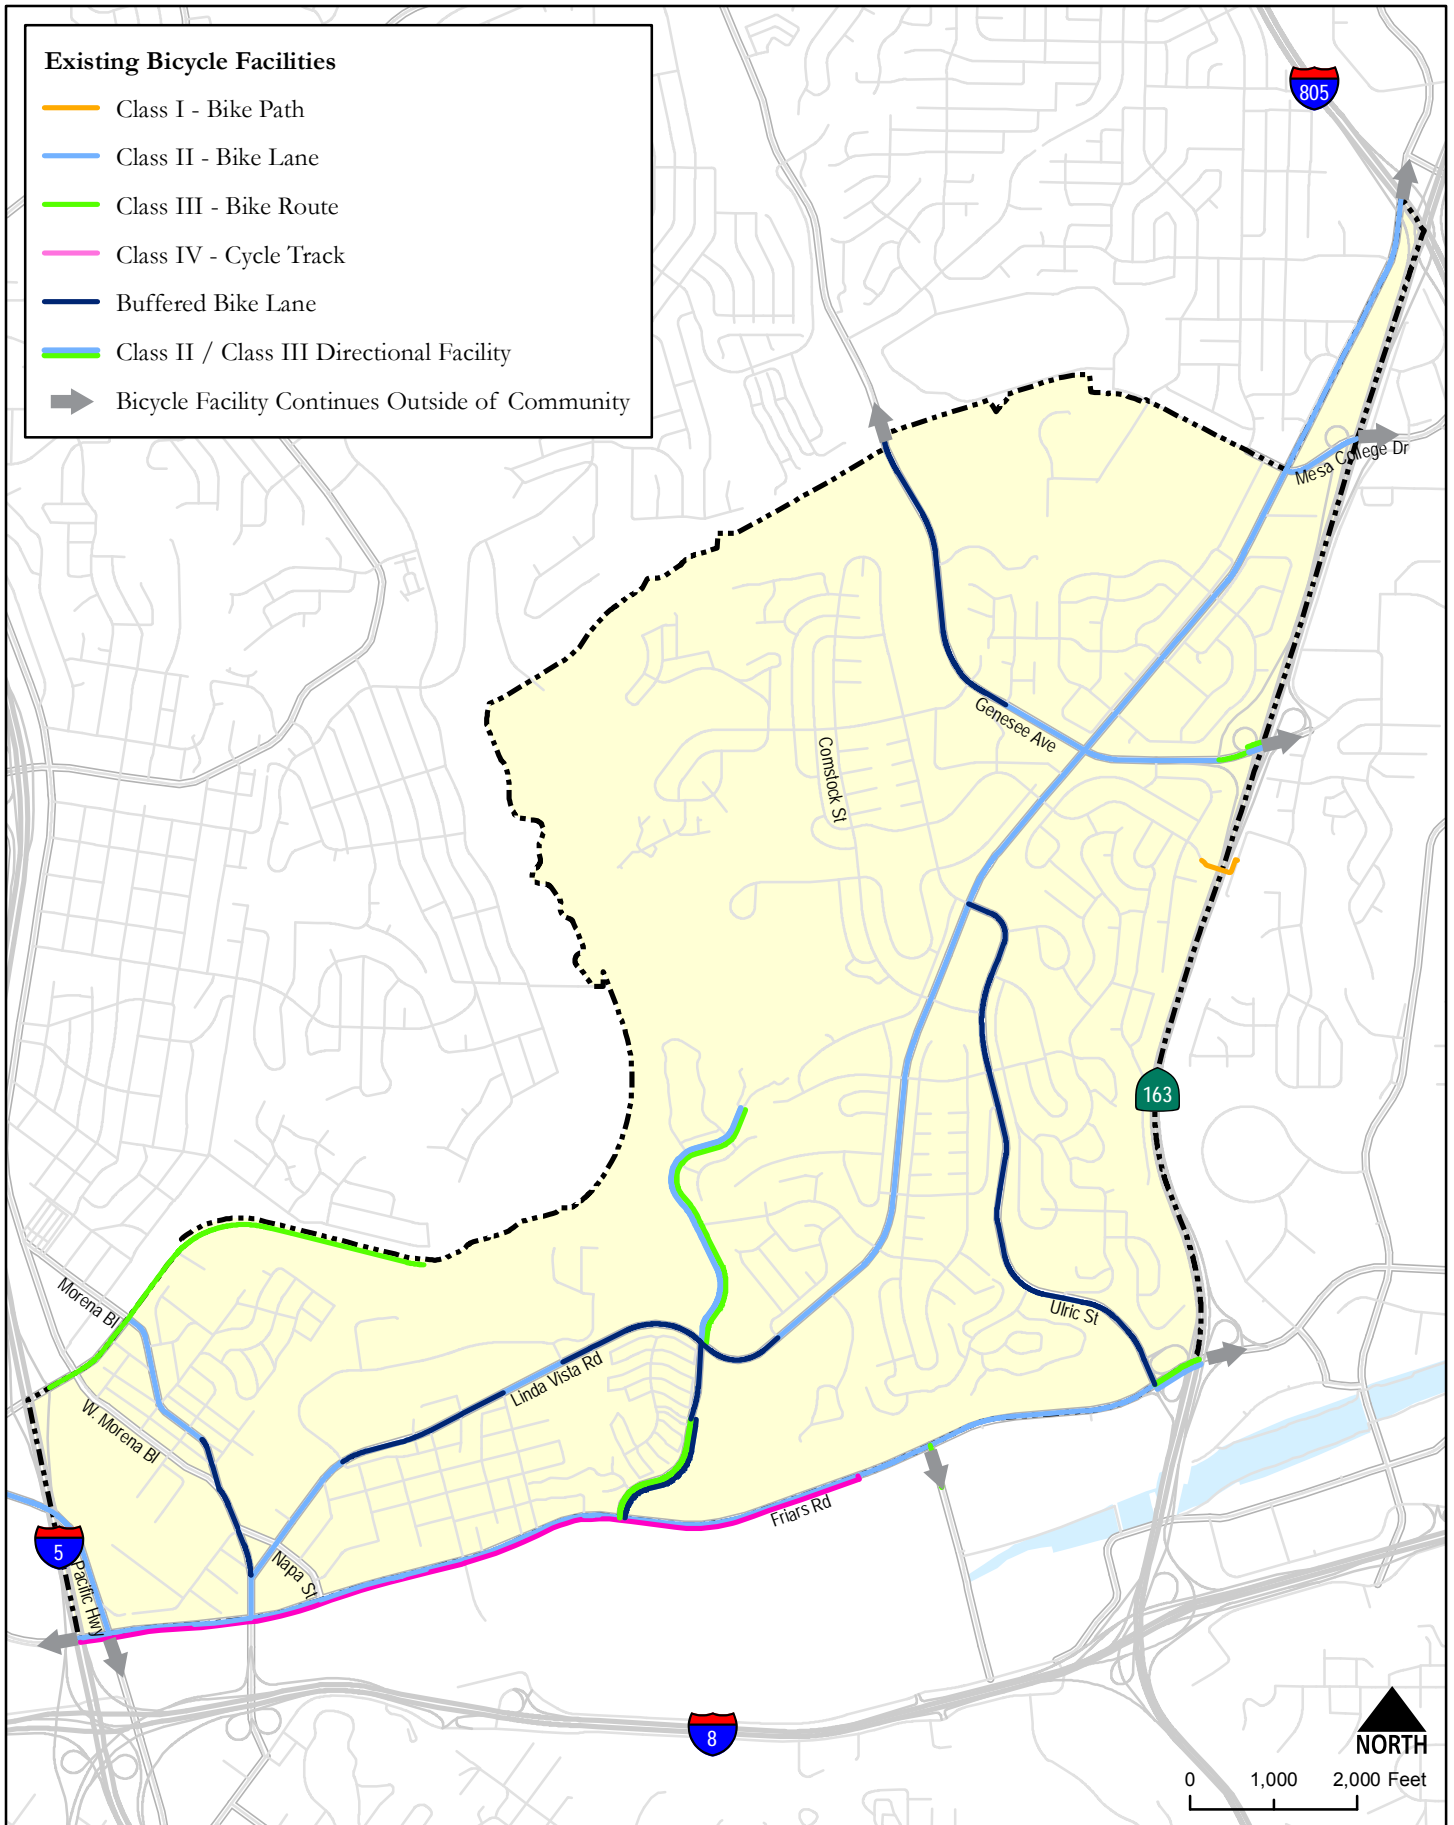 Existing Bicycle Facilities
Class I - Bike Path
Class II - Bike Lane
Class III - Bike Route
Class IV - Cycle Track
Buffered Bike Lane
Class II / Class III Directional Facility
Bicycle Facility Continues Outside of Community
805
Mesa College Dr
Genesee Ave
Comstock St
163
Morena Bl
Ulric St
Linda Vista Rd
W. Morena Bl
Friars Rd
5
Napa St
Pacific Hwy
8
NORTH
0 1,000 2,000 Feet